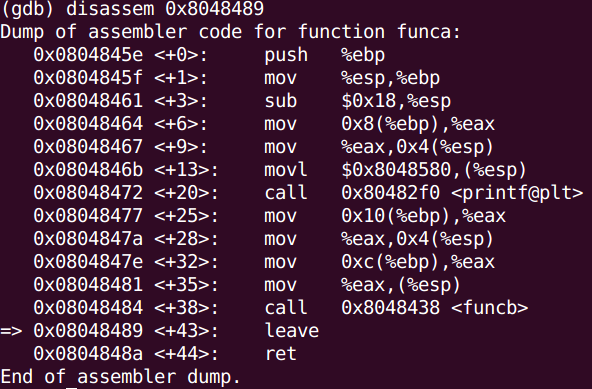 (gdb) disassem 0x8048489
Dump of assembler code for function funca:
   0x0804845e <+0>:     push   %ebp
   0x0804845f <+1>:     mov    %esp,%ebp
   0x08048461 <+3>:     sub    $0x18,%esp
   0x08048464 <+6>:     mov    0x8(%ebp),%eax
   0x08048467 <+9>:     mov    %eax,0x4(%esp)
   0x0804846b <+13>:    movl   $0x8048580,(%esp)
   0x08048472 <+20>:    call   0x80482f0 <printf@plt>
   0x08048477 <+25>:    mov    0x10(%ebp),%eax
   0x0804847a <+28>:    mov    %eax,0x4(%esp)
   0x0804847e <+32>:    mov    0xc(%ebp),%eax
   0x08048481 <+35>:    mov    %eax,(%esp)
   0x08048484 <+38>:    call   0x8048438 <funcb>
=> 0x08048489 <+43>:    leave
   0x0804848a <+44>:    ret
End of assembler dump.